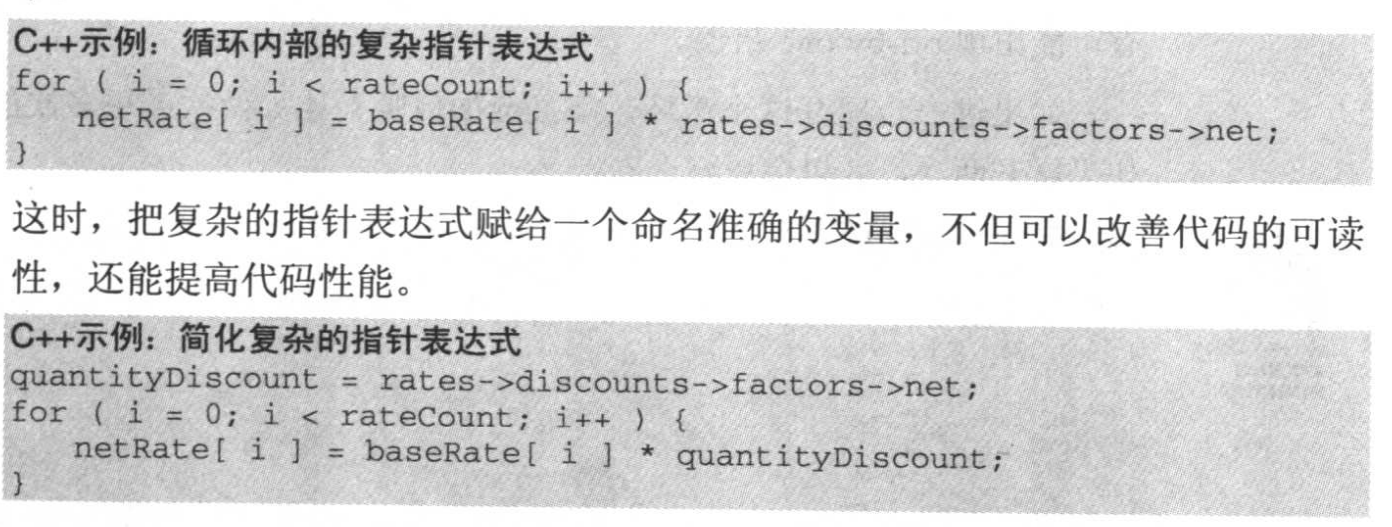 C++示例：循环内部的复杂指针表达式
for ( i = 0; i < rateCount; i++ ) {
   netRate[ i ] = baseRate[ i ] * rates->discounts->factors->net;
}
这时，把复杂的指针表达式赋给一个命名准确的变量，不但可以改善代码的可读
性，还能提高代码性能。
C++示例：简化复杂的指针表达式
quantityDiscount = rates->discounts->factors->net;
for ( i = 0; i < rateCount; i++ ) {
   netRate[ i ] = baseRate[ i ] * quantityDiscount;
}